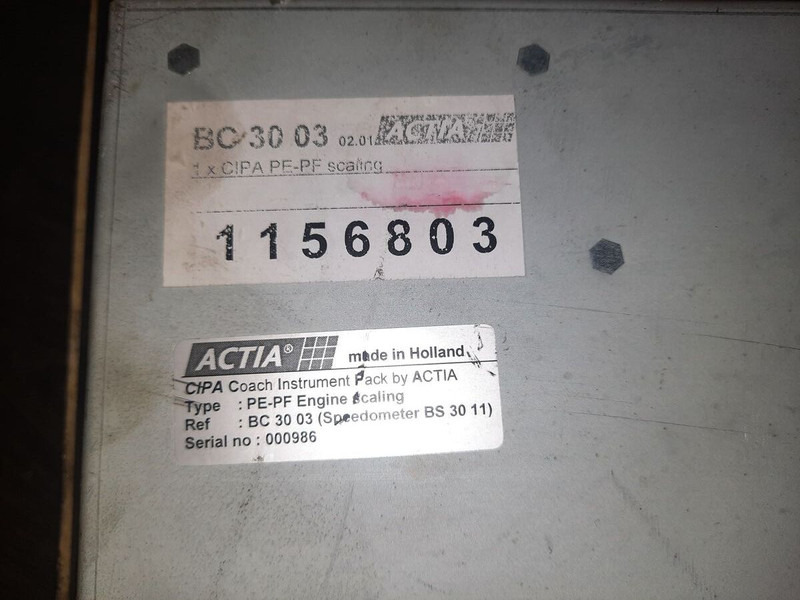 BC 30 03 02.01 ACTIA
1 x CIPA PE-PF scaling
1156803
ACTIA® made in Holland
CIPA Coach Instrument Pack by ACTIA
Type : PE-PF Engine scaling
Ref : BC 30 03 (Speedometer BS 30 11)
Serial no : 000986